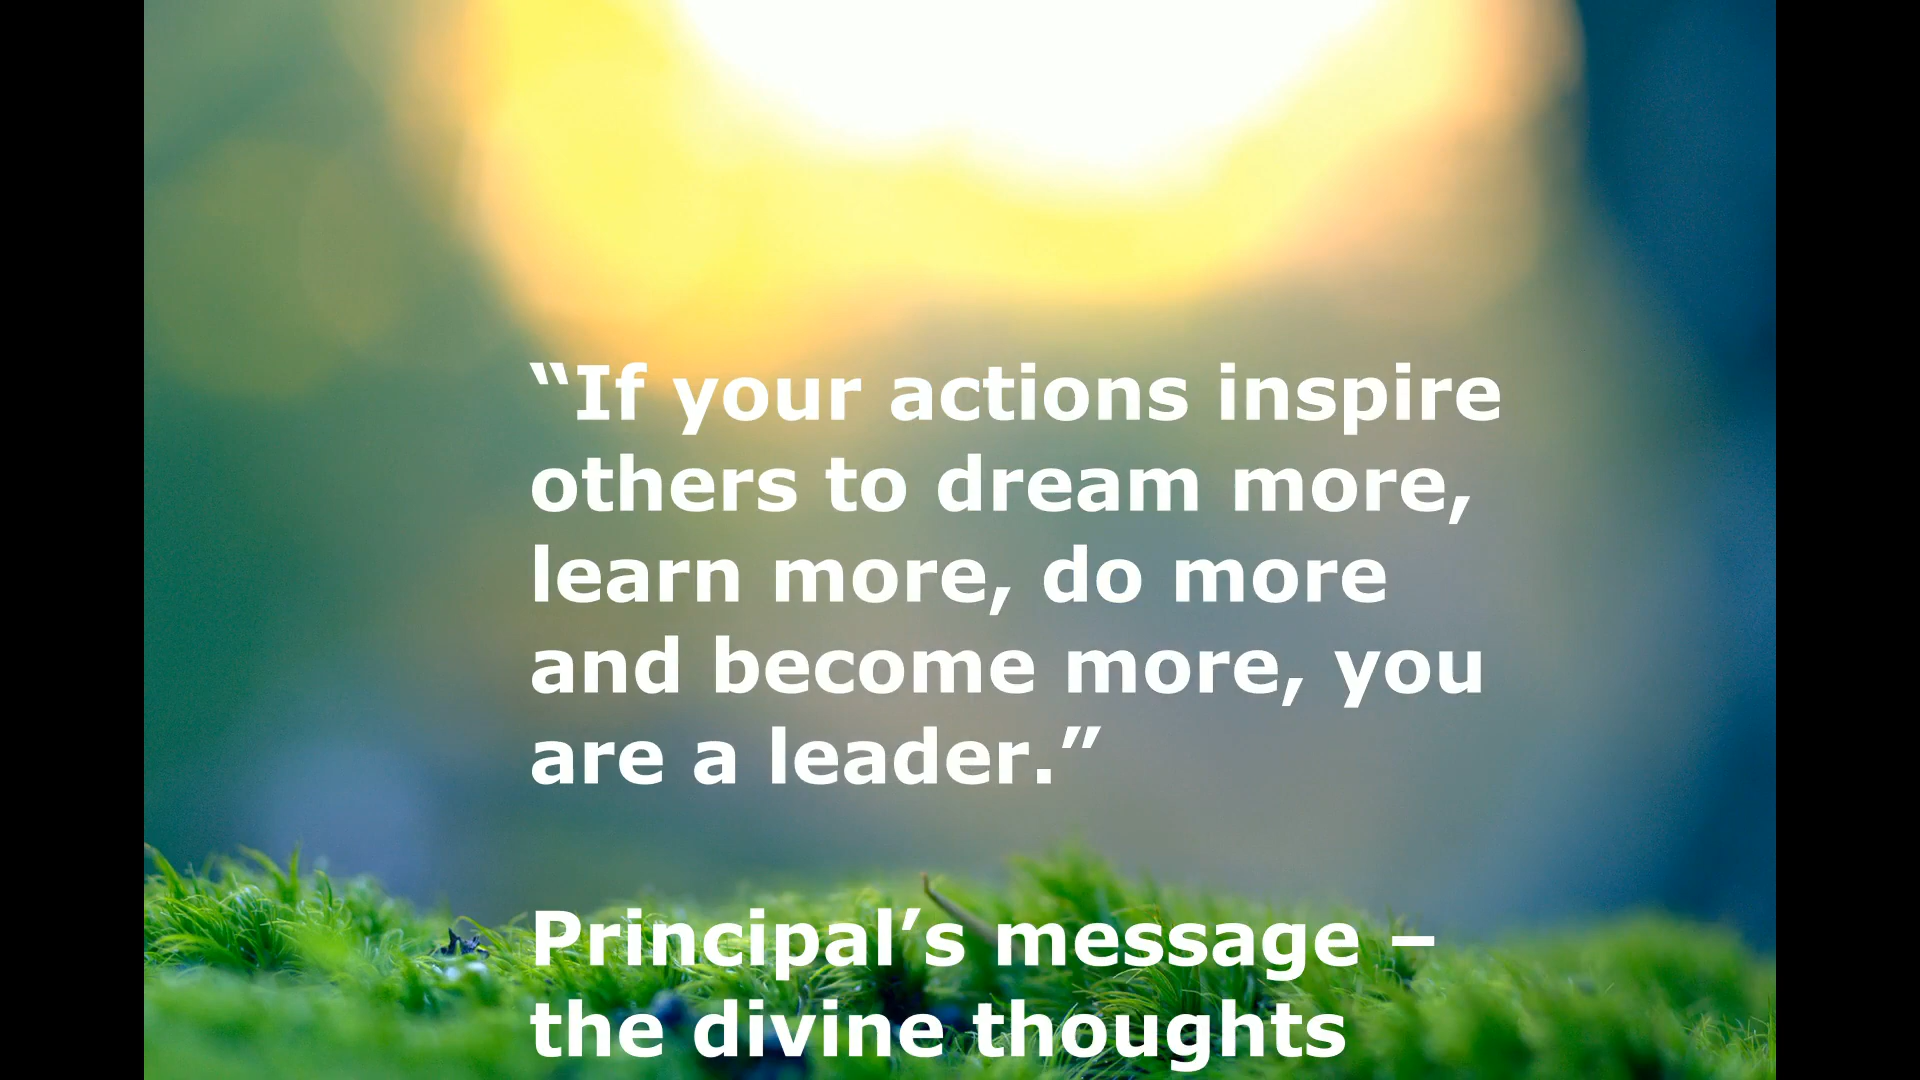 “If your actions inspire
others to dream more,
learn more, do more
and become more, you
are a leader.”
Principal’s message –
the divine thoughts